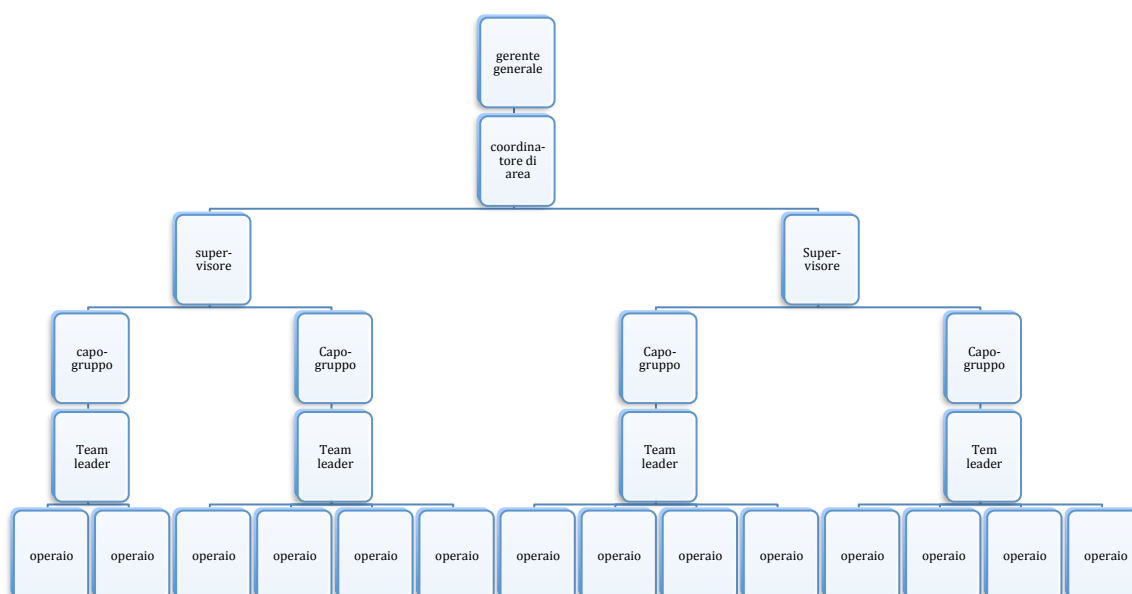 gerente
generale
coordina-
tore di
area
super-
visore
Super-
visore
capo-
gruppo
Capo-
gruppo
Capo-
gruppo
Capo-
gruppo
Team
leader
Team
leader
Team
leader
Tem
leader
operaio
operaio
operaio
operaio
operaio
operaio
operaio
operaio
operaio
operaio
operaio
operaio
operaio
operaio